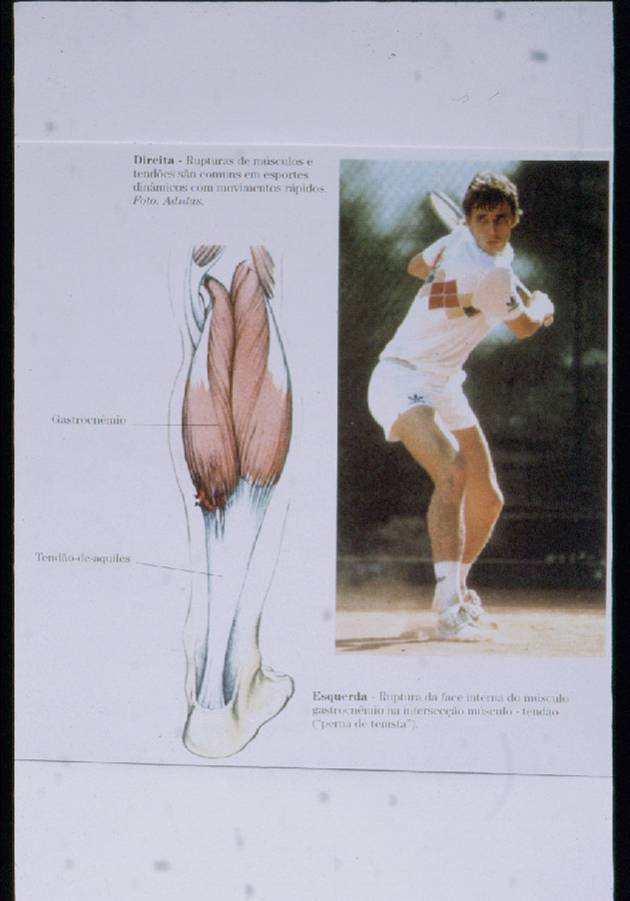 Direita - Rupturas de músculos e
tendões são comuns em esportes
dinâmicos com movimentos rápidos.
Foto. Adidas.
Gastrocnêmio
Tendão-de-aquiles
Esquerda - Ruptura da face interna do músculo
gastrocnêmio na intersecção músculo - tendão
("perna de tenista").